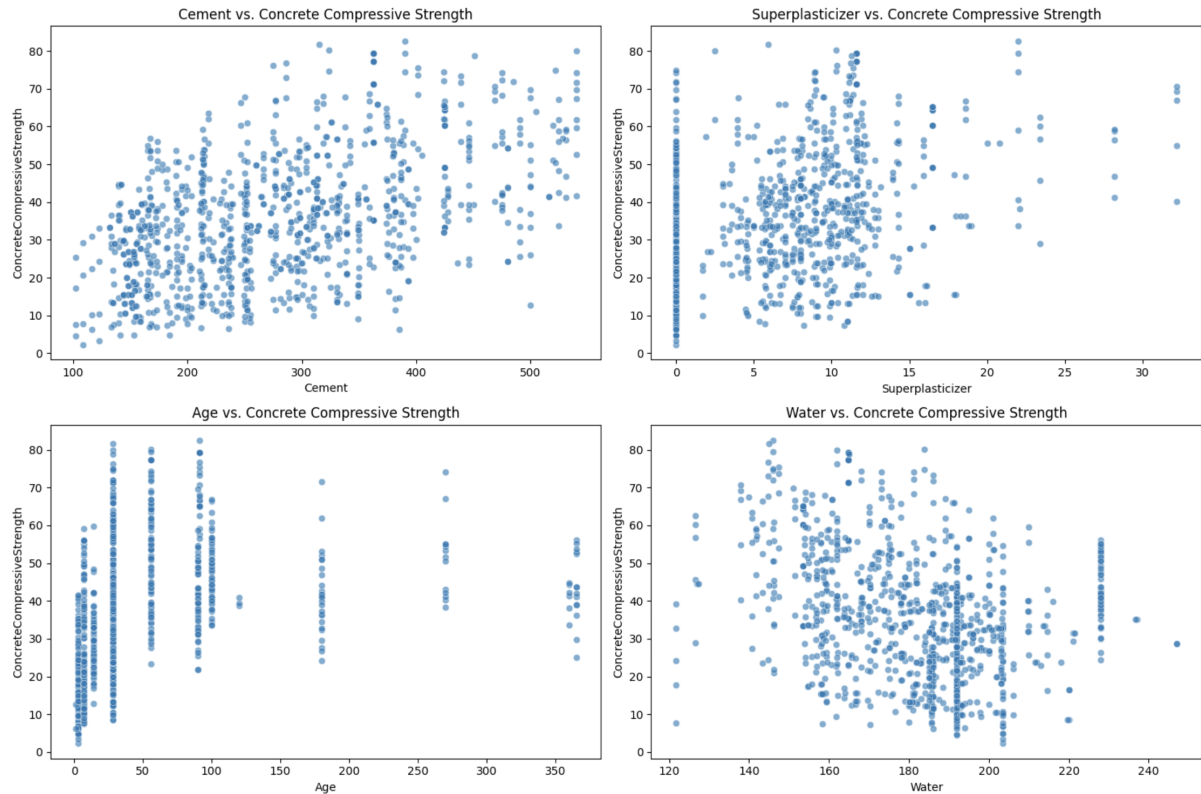 Cement vs. Concrete Compressive Strength
ConcreteCompressiveStrength
80
70
60
50
40
30
20
10
0
100 200 300 400 500
Cement
Superplasticizer vs. Concrete Compressive Strength
ConcreteCompressiveStrength
80
70
60
50
40
30
20
10
0
0 5 10 15 20 25 30
Superplasticizer
Age vs. Concrete Compressive Strength
ConcreteCompressiveStrength
80
70
60
50
40
30
20
10
0
0 50 100 150 200 250 300 350
Age
Water vs. Concrete Compressive Strength
ConcreteCompressiveStrength
80
70
60
50
40
30
20
10
0
120 140 160 180 200 220 240
Water